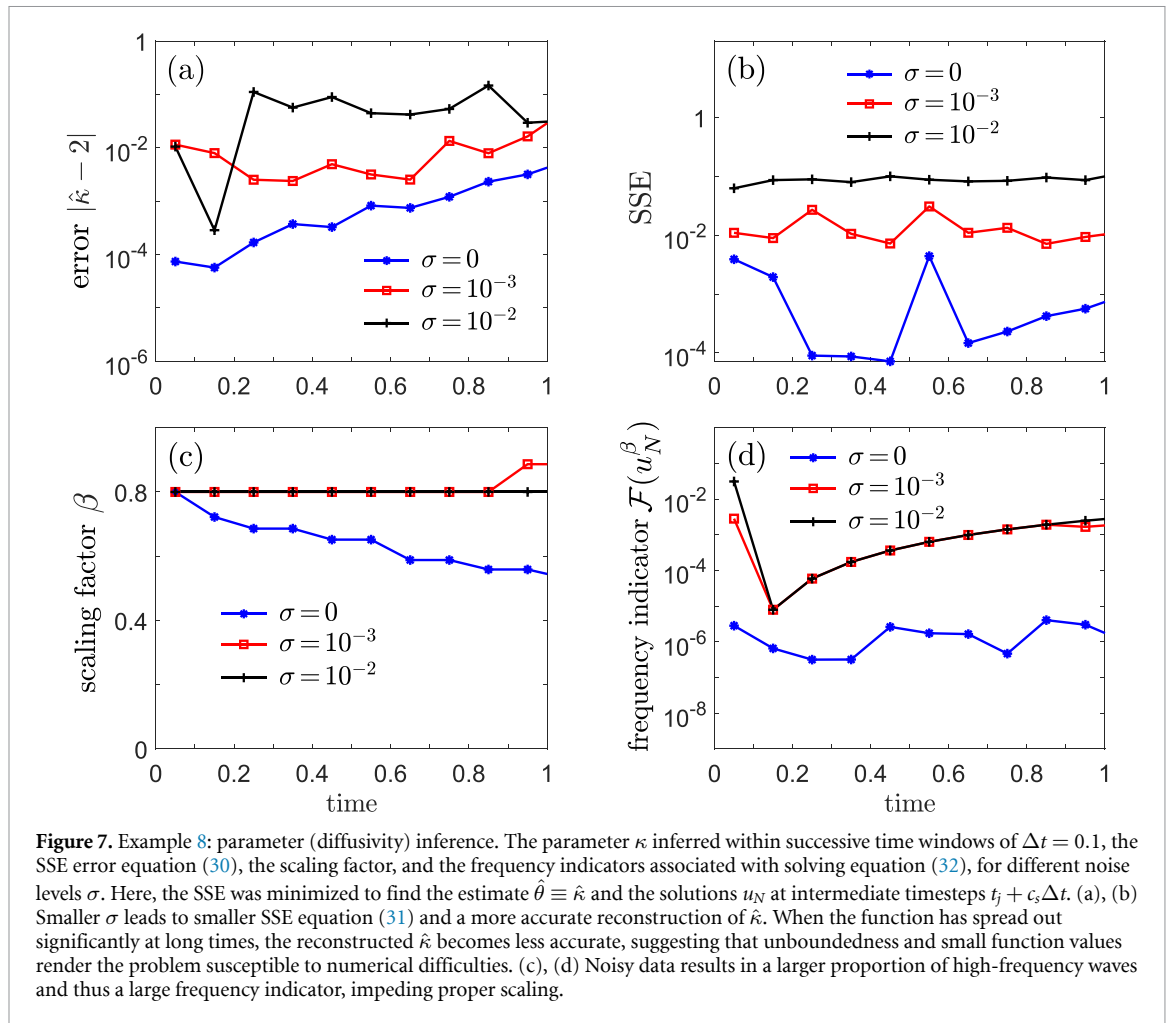 (a)
1
10^{-2}
10^{-4}
10^{-6}
error |κ̂ − 2|
σ = 0
σ = 10^{-3}
σ = 10^{-2}
0 0.2 0.4 0.6 0.8 1
(b)
1
10^{-2}
10^{-4}
SSE
σ = 0
σ = 10^{-3}
σ = 10^{-2}
0 0.2 0.4 0.6 0.8 1
(c)
0.8
0.4
0
scaling factor β
σ = 0
σ = 10^{-3}
σ = 10^{-2}
0 0.2 0.4 0.6 0.8 1
time
(d)
10^{-2}
10^{-4}
10^{-6}
10^{-8}
frequency indicator F(u_N^β)
σ = 0
σ = 10^{-3}
σ = 10^{-2}
0 0.2 0.4 0.6 0.8 1
time
Figure 7. Example 8: parameter (diffusivity) inference. The parameter κ inferred within successive time windows of Δt = 0.1, the
SSE error equation (30), the scaling factor, and the frequency indicators associated with solving equation (32), for different noise
levels σ. Here, the SSE was minimized to find the estimate θ̂ ≡ κ̂ and the solutions u_N at intermediate timesteps t_j + c_sΔt. (a), (b)
Smaller σ leads to smaller SSE equation (31) and a more accurate reconstruction of κ̂. When the function has spread out
significantly at long times, the reconstructed κ̂ becomes less accurate, suggesting that unboundedness and small function values
render the problem susceptible to numerical difficulties. (c), (d) Noisy data results in a larger proportion of high-frequency waves
and thus a large frequency indicator, impeding proper scaling.